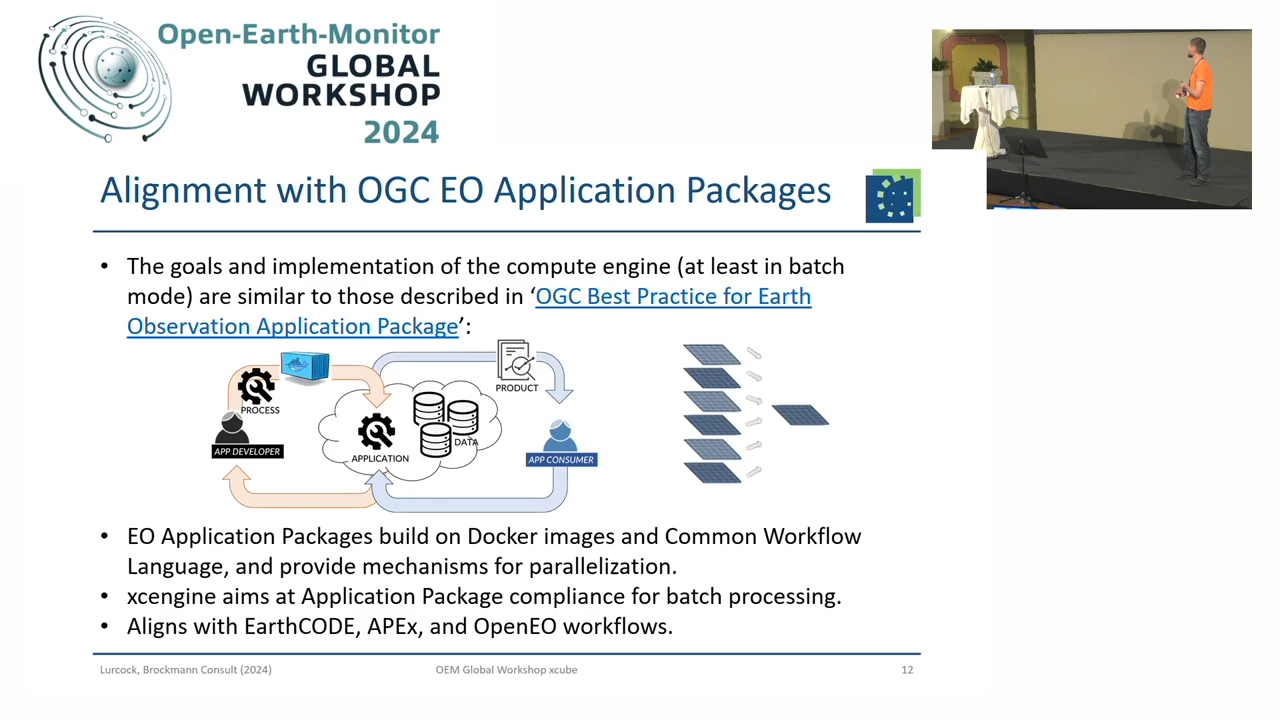 Open-Earth-Monitor
GLOBAL
WORKSHOP
2024
Alignment with OGC EO Application Packages
• The goals and implementation of the compute engine (at least in batch
mode) are similar to those described in ‘OGC Best Practice for Earth
Observation Application Package’:
PROCESS
APP DEVELOPER
APPLICATION
DATA
PRODUCT
APP CONSUMER
• EO Application Packages build on Docker images and Common Workflow
Language, and provide mechanisms for parallelization.
• xcengine aims at Application Package compliance for batch processing.
• Aligns with EarthCODE, APEx, and OpenEO workflows.
Lurcock, Brockmann Consult (2024)
OEM Global Workshop xcube
12